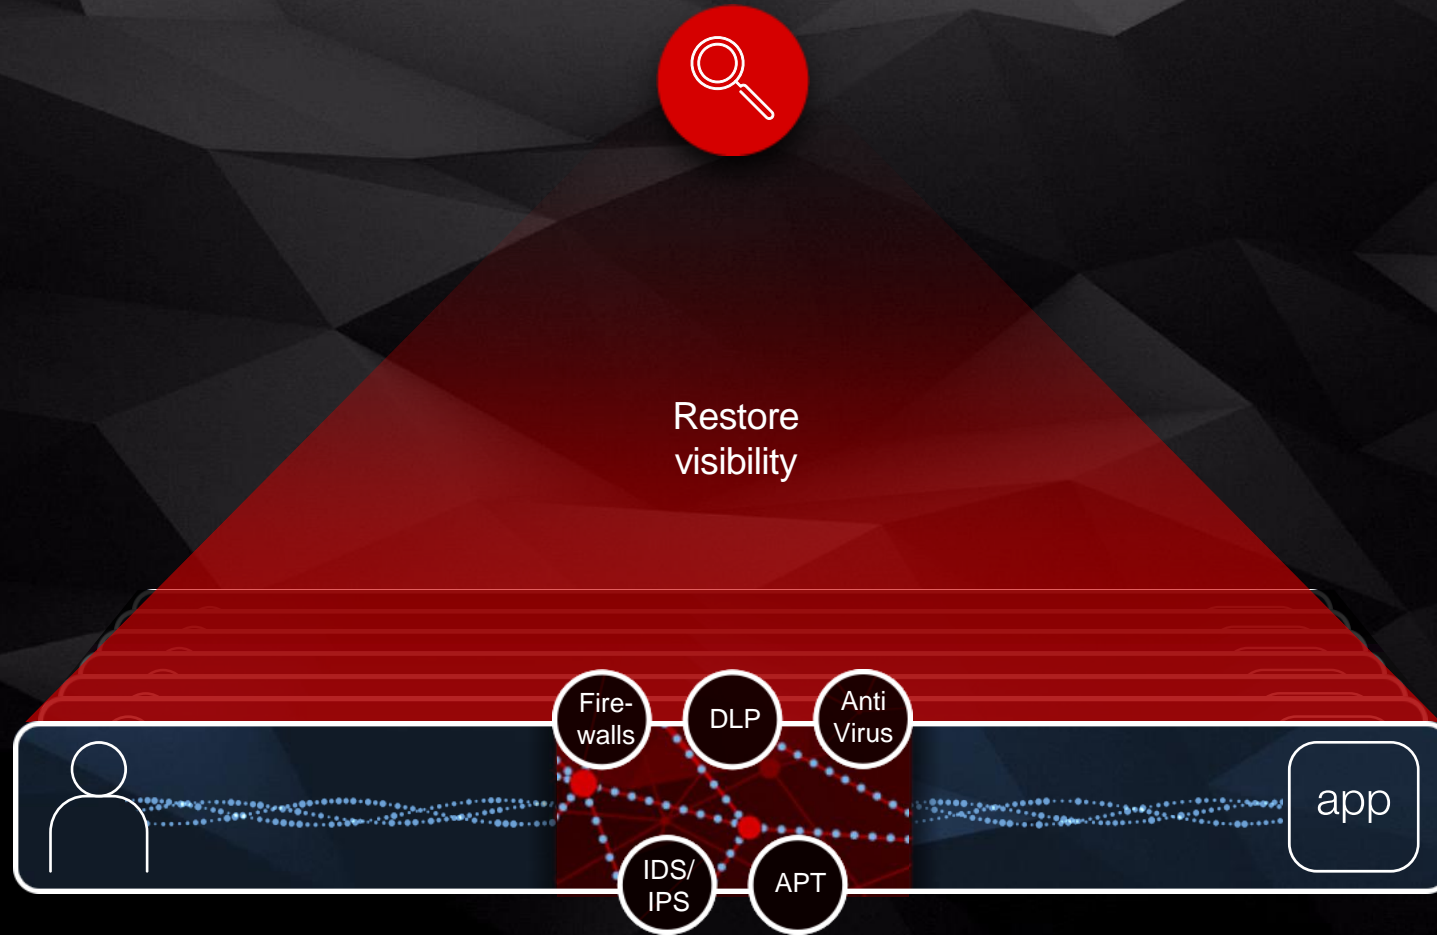 Restore
visibility
Fire-
walls
DLP
Anti
Virus
app
IDS/
IPS
APT